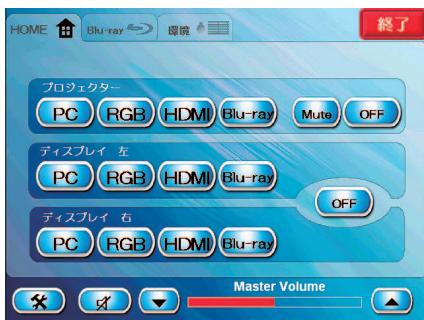 HOME Blu-ray 環境 終了
プロジェクター
PC RGB HDMI Blu-ray Mute OFF
ディスプレイ 左
PC RGB HDMI Blu-ray
OFF
ディスプレイ 右
PC RGB HDMI Blu-ray
Master Volume